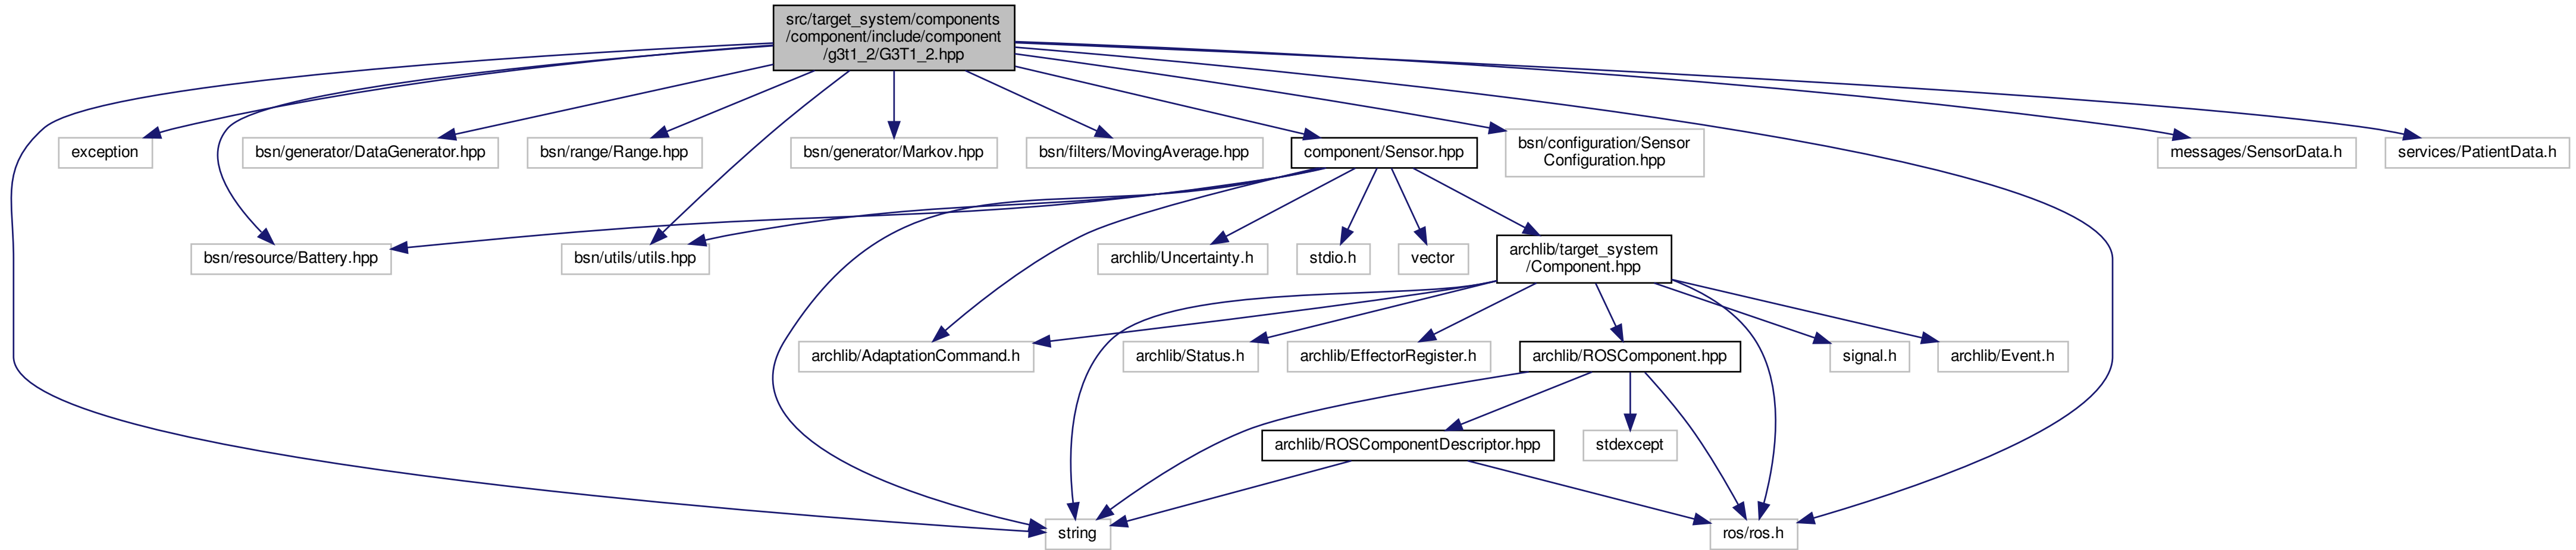 src/target_system/components
/component/include/component
/g3t1_2/G3T1_2.hpp
exception
bsn/generator/DataGenerator.hpp
bsn/range/Range.hpp
bsn/generator/Markov.hpp
bsn/filters/MovingAverage.hpp
component/Sensor.hpp
bsn/configuration/Sensor
Configuration.hpp
messages/SensorData.h
services/PatientData.h
bsn/resource/Battery.hpp
bsn/utils/utils.hpp
archlib/Uncertainty.h
stdio.h
vector
archlib/target_system
/Component.hpp
archlib/AdaptationCommand.h
archlib/Status.h
archlib/EffectorRegister.h
archlib/ROSComponent.hpp
signal.h
archlib/Event.h
archlib/ROSComponentDescriptor.hpp
stdexcept
string
ros/ros.h